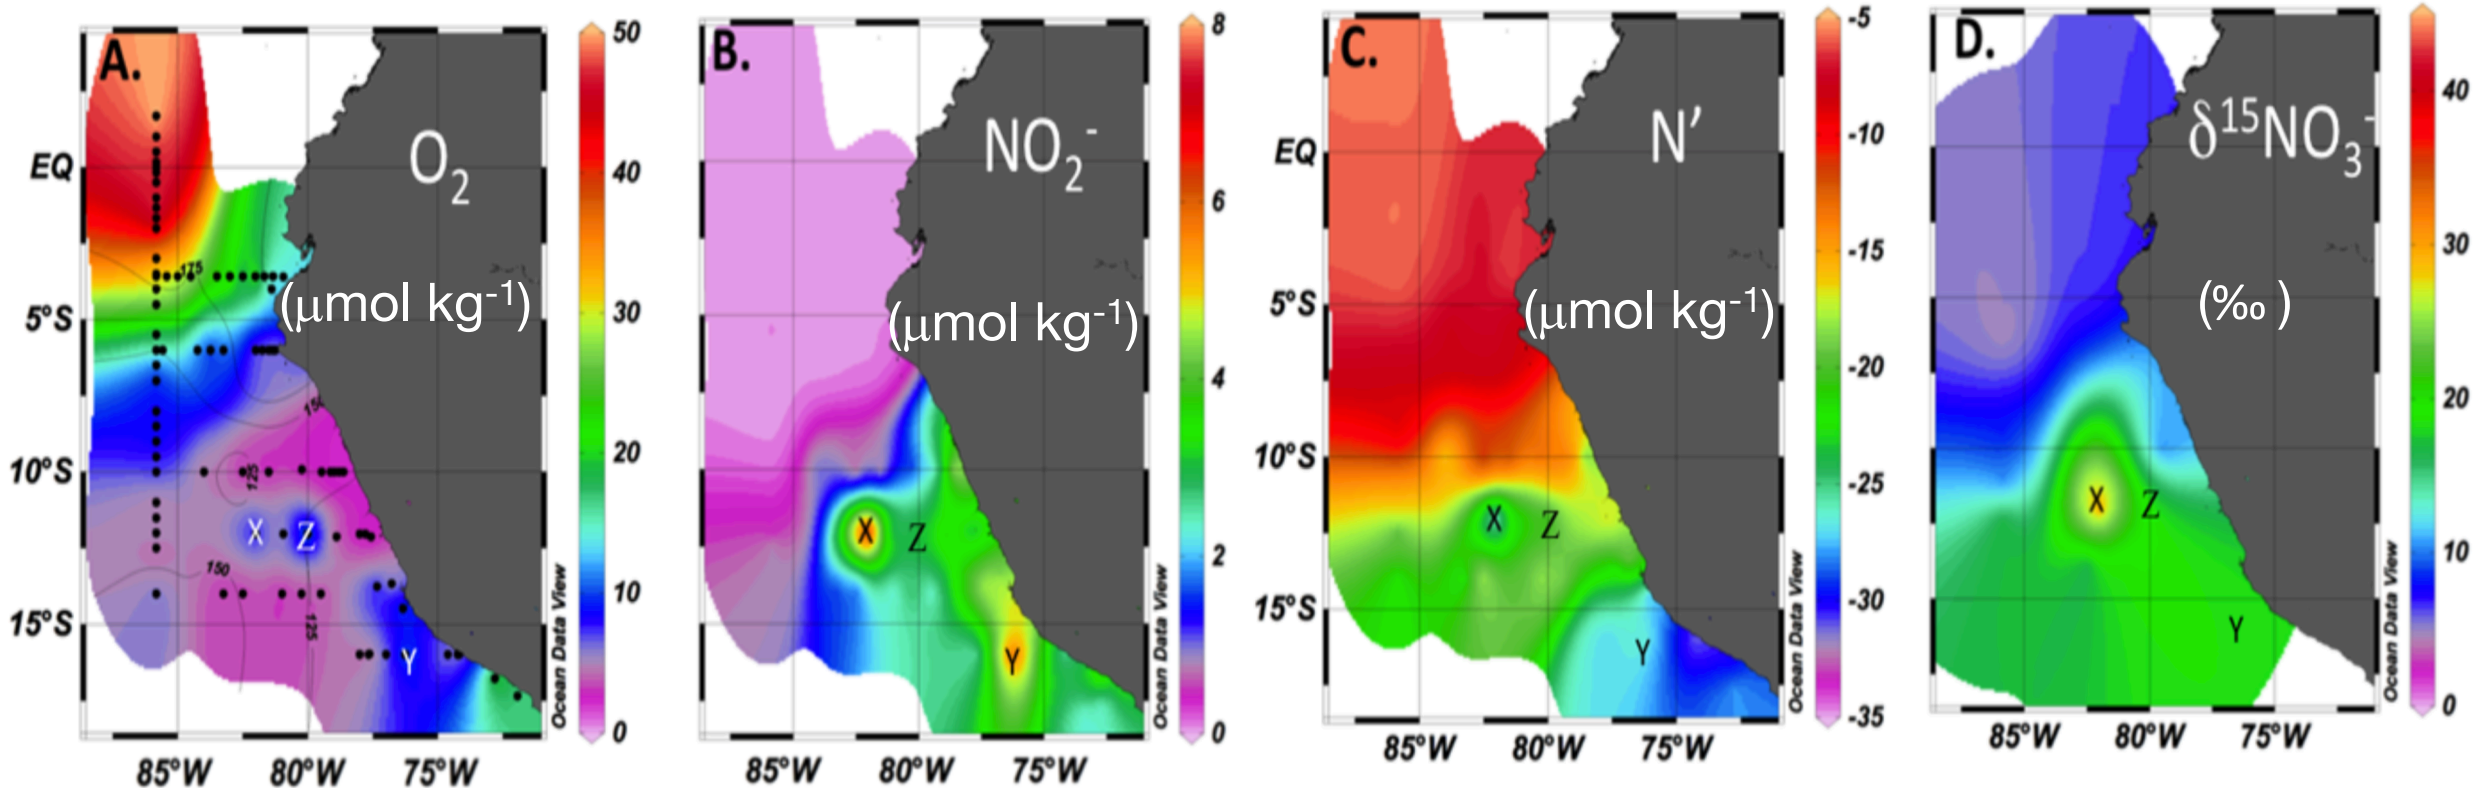 A.
O₂
(μmol kg⁻¹)
EQ
5°S
10°S
15°S
85°W 80°W 75°W
175
150
125
150
125
X Z
Y
50
40
30
20
10
0
Ocean Data View
B.
NO₂⁻
(μmol kg⁻¹)
X Z
Y
85°W 80°W 75°W
8
6
4
2
0
Ocean Data View
C.
N’
(μmol kg⁻¹)
EQ
5°S
10°S
15°S
X Z
Y
85°W 80°W 75°W
-5
-10
-15
-20
-25
-30
-35
Ocean Data View
D.
δ¹⁵NO₃⁻
(‰)
X Z
Y
85°W 80°W 75°W
40
30
20
10
0
Ocean Data View